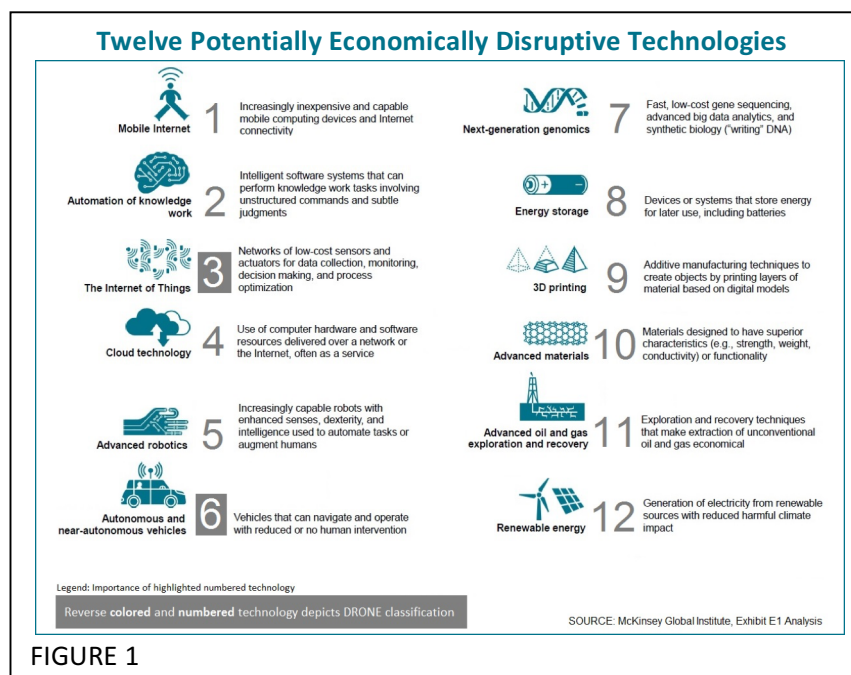 Twelve Potentially Economically Disruptive Technologies
Mobile Internet
1
Increasingly inexpensive and capable
mobile computing devices and Internet
connectivity
Automation of knowledge
work
2
Intelligent software systems that can
perform knowledge work tasks involving
unstructured commands and subtle
judgments
The Internet of Things
3
Networks of low-cost sensors and
actuators for data collection, monitoring,
decision making, and process
optimization
Cloud technology
4
Use of computer hardware and software
resources delivered over a network or
the Internet, often as a service
Advanced robotics
5
Increasingly capable robots with
enhanced senses, dexterity, and
intelligence used to automate tasks or
augment humans
Autonomous and
near-autonomous vehicles
6
Vehicles that can navigate and operate
with reduced or no human intervention
Next-generation genomics
7
Fast, low-cost gene sequencing,
advanced big data analytics, and
synthetic biology ("writing" DNA)
Energy storage
8
Devices or systems that store energy
for later use, including batteries
3D printing
9
Additive manufacturing techniques to
create objects by printing layers of
material based on digital models
Advanced materials
10
Materials designed to have superior
characteristics (e.g., strength, weight,
conductivity) or functionality
Advanced oil and gas
exploration and recovery
11
Exploration and recovery techniques
that make extraction of unconventional
oil and gas economical
Renewable energy
12
Generation of electricity from renewable
sources with reduced harmful climate
impact
Legend: Importance of highlighted numbered technology
Reverse colored and numbered technology depicts DRONE classification
SOURCE: McKinsey Global Institute, Exhibit E1 Analysis
FIGURE 1